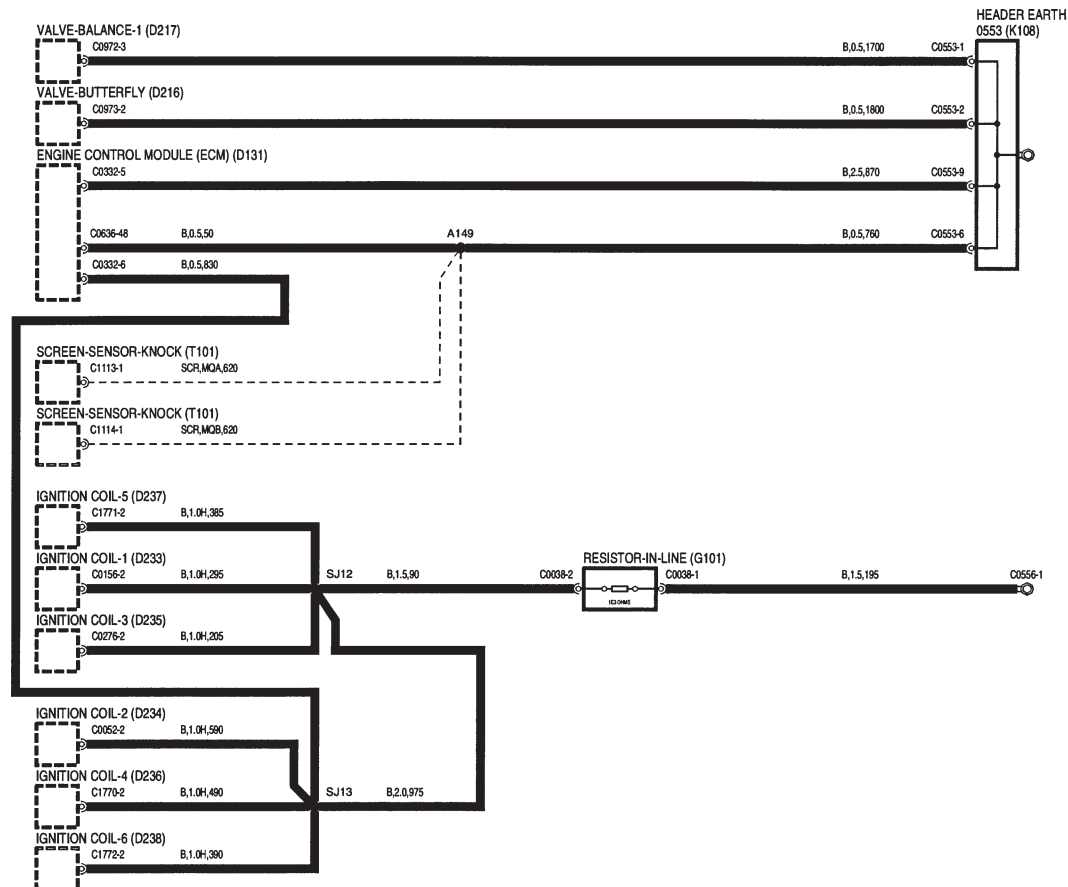 HEADER EARTH
0553 (K108)
VALVE-BALANCE-1 (D217)
C0972-3 B,0.5,1700 C0553-1
VALVE-BUTTERFLY (D216)
C0973-2 B,0.5,1800 C0553-2
ENGINE CONTROL MODULE (ECM) (D131)
C0332-5 B,2.5,870 C0553-9
C0636-48 B,0.5,50 A149 B,0.5,760 C0553-6
C0332-6 B,0.5,830
SCREEN-SENSOR-KNOCK (T101)
C1113-1 SCR,MQA,620
SCREEN-SENSOR-KNOCK (T101)
C1114-1 SCR,MQB,620
IGNITION COIL-5 (D237)
C1771-2 B,1.0H,385
IGNITION COIL-1 (D233) RESISTOR-IN-LINE (G101)
C0156-2 B,1.0H,295 SJ12 B,1.5,90 C0038-2 C0038-1 B,1.5,195 C0556-1
IGNITION COIL-3 (D235)
C0276-2 B,1.0H,205
IGNITION COIL-2 (D234)
C0052-2 B,1.0H,590
IGNITION COIL-4 (D236)
C1770-2 B,1.0H,490 SJ13 B,2.0,975
IGNITION COIL-6 (D238)
C1772-2 B,1.0H,390